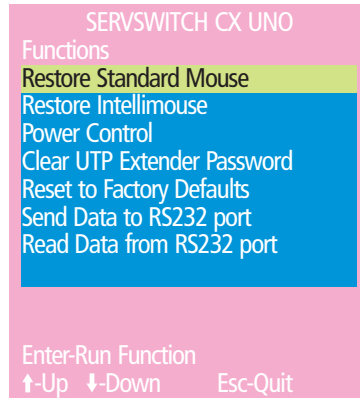 SERVSWITCH CX UNO
Functions
Restore Standard Mouse
Restore Intellimouse
Power Control
Clear UTP Extender Password
Reset to Factory Defaults
Send Data to RS232 port
Read Data from RS232 port
Enter-Run Function
⬆-Up ⬇-Down Esc-Quit